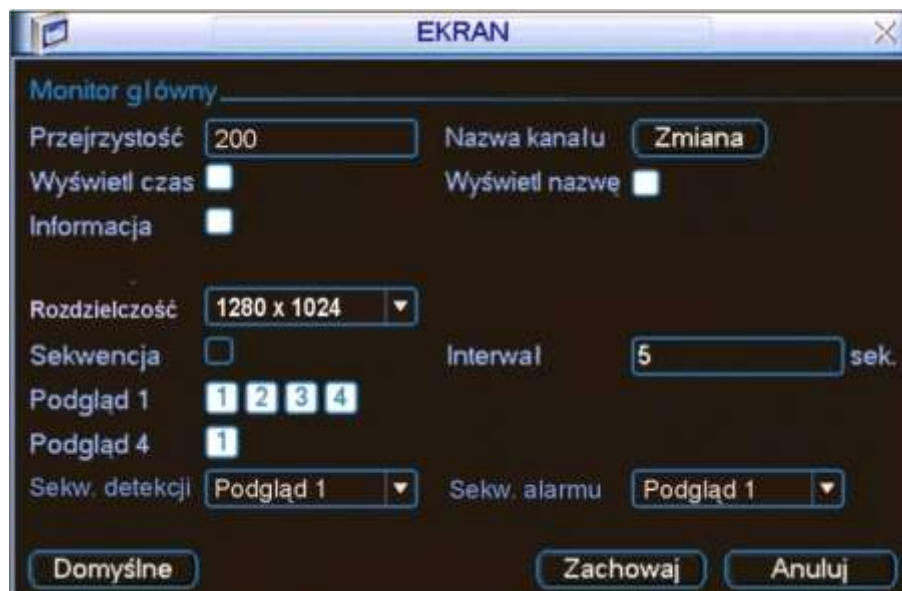 EKRAN
Monitor główny
Przejrzystość 200 Nazwa kanału Zmiana
Wyświetl czas Wyświetl nazwę
Informacja
Rozdzielczość 1280 x 1024
Sekwencja Interwał 5 sek.
Podgląd 1 1 2 3 4
Podgląd 4 1
Sekw. detekcji Podgląd 1 Sekw. alarmu Podgląd 1
Domyślne Zachowaj Anuluj